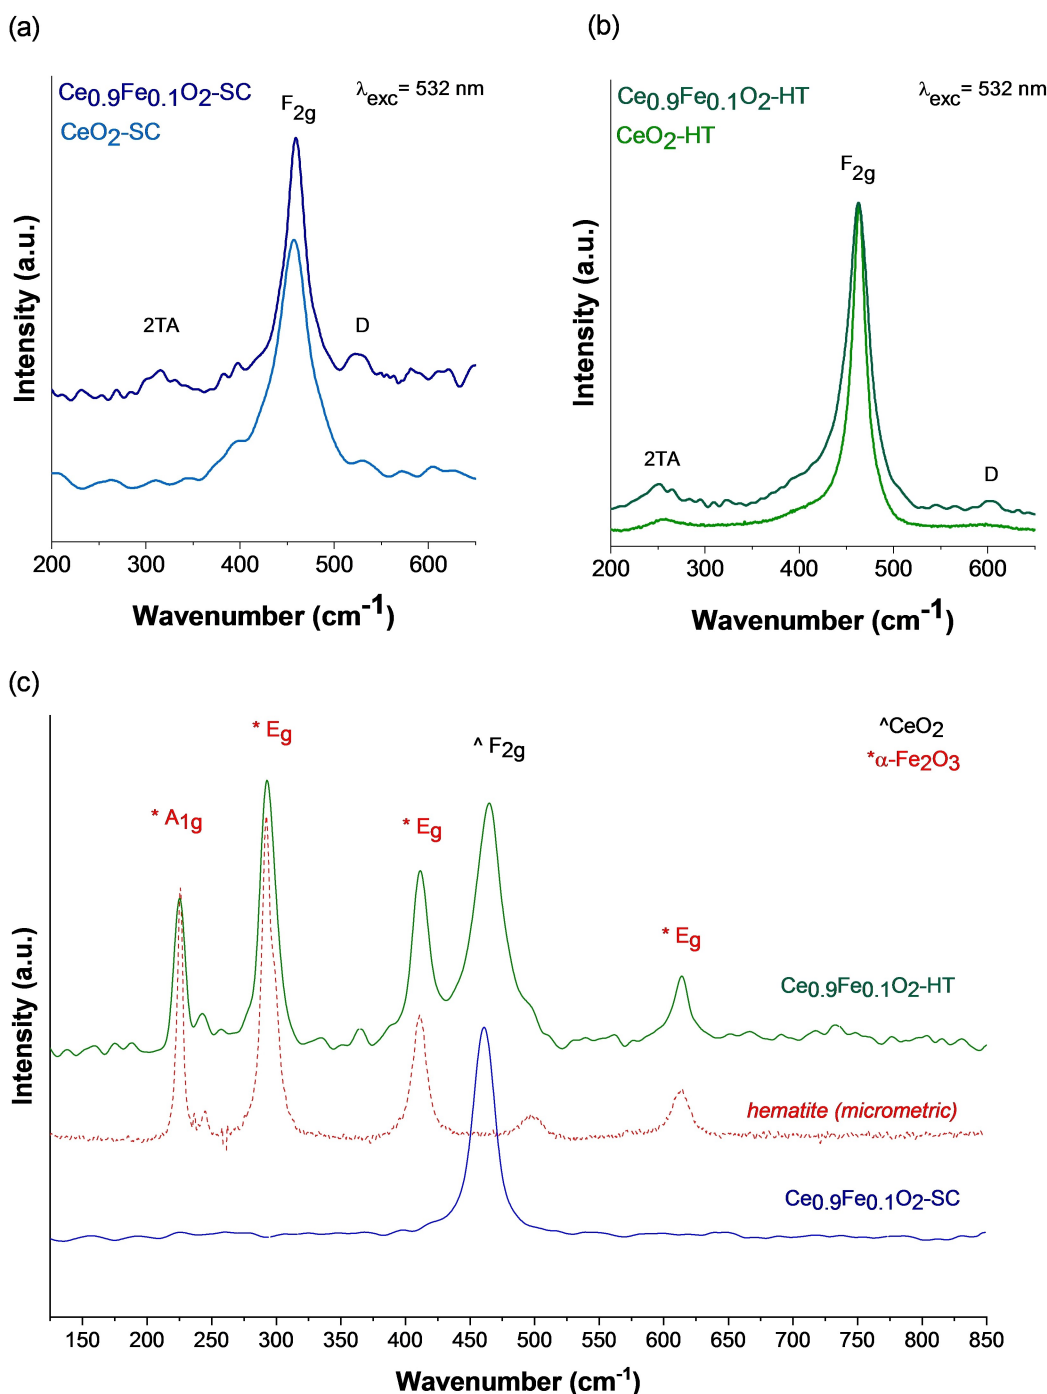 (a)
Ce0.9Fe0.1O2-SC
CeO2-SC
λexc= 532 nm
F2g
2TA
D
Intensity (a.u.)
200 300 400 500 600
Wavenumber (cm-1)
(b)
Ce0.9Fe0.1O2-HT
CeO2-HT
λexc= 532 nm
F2g
2TA
D
Intensity (a.u.)
200 300 400 500 600
Wavenumber (cm-1)
(c)
* Eg
^ F2g
^CeO2
*α-Fe2O3
* A1g
* Eg
* Eg
Ce0.9Fe0.1O2-HT
hematite (micrometric)
Ce0.9Fe0.1O2-SC
Intensity (a.u.)
150 200 250 300 350 400 450 500 550 600 650 700 750 800 850
Wavenumber (cm-1)